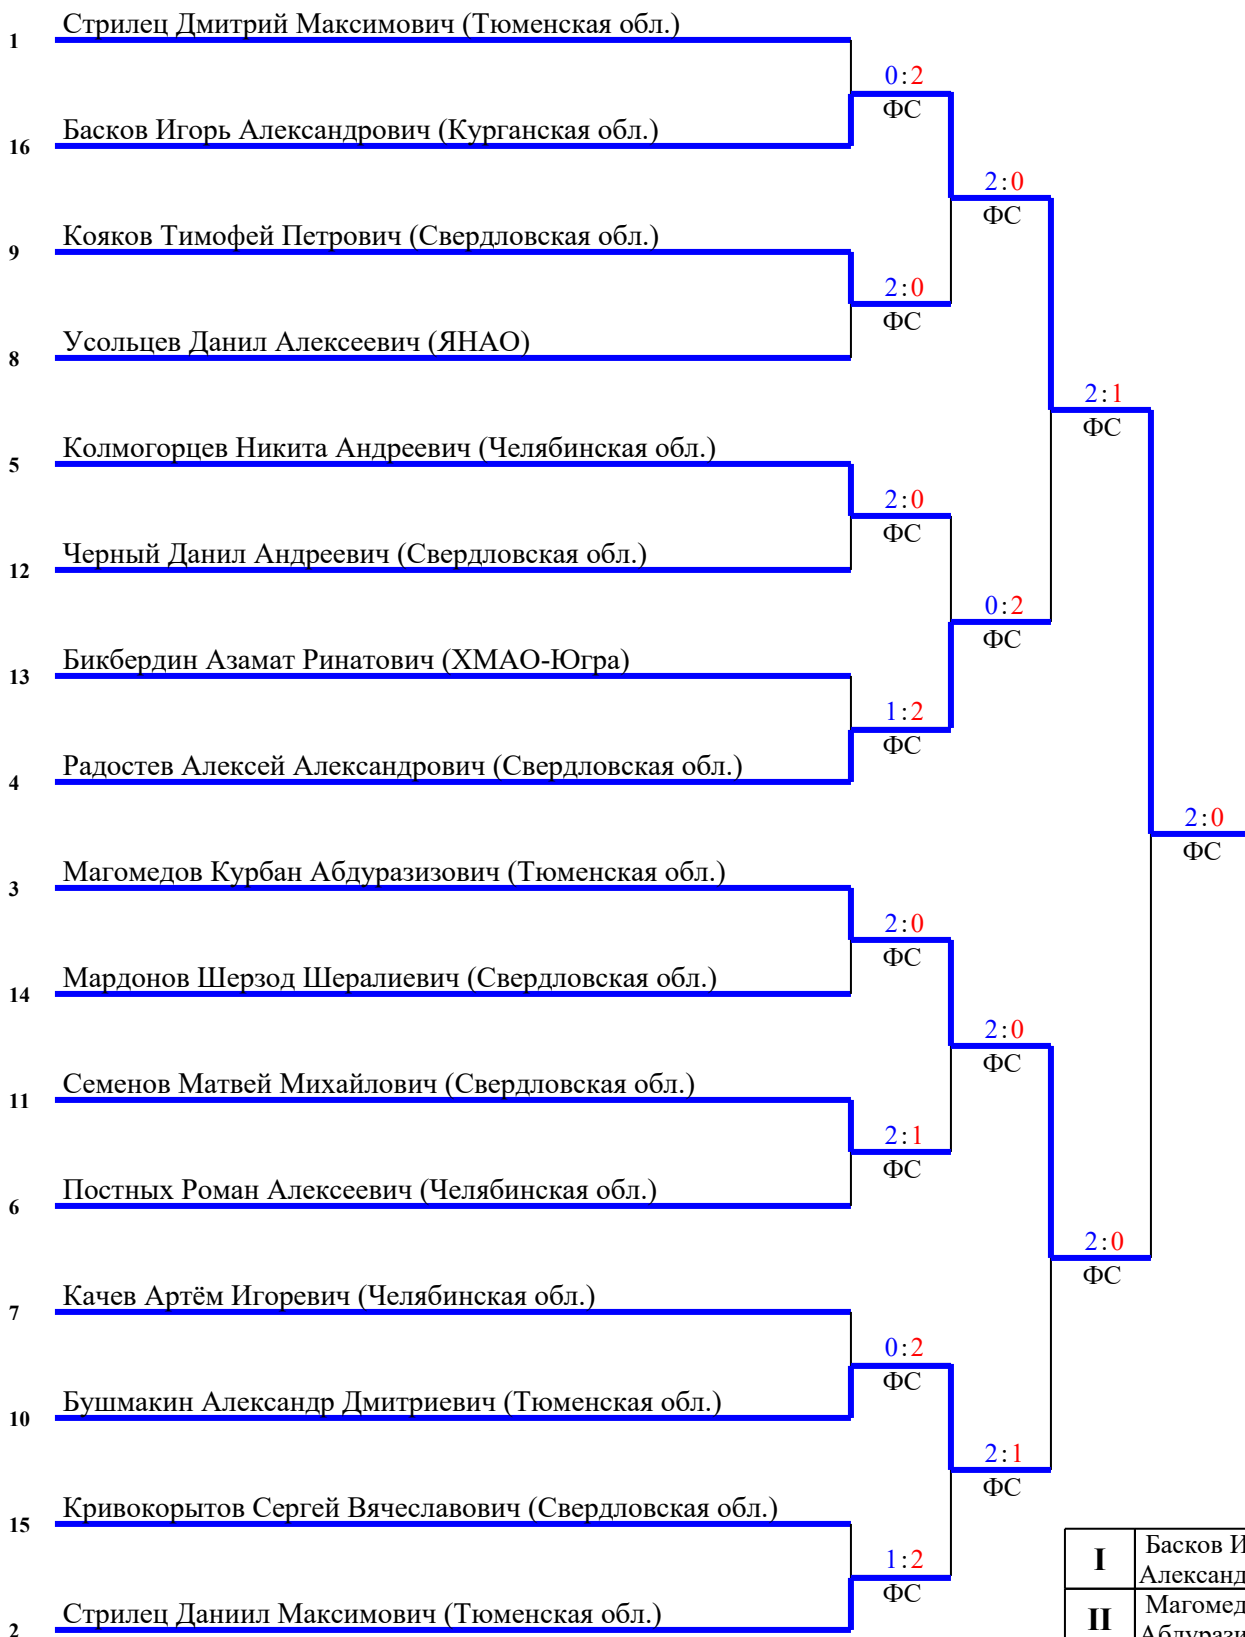 Стрилец Дмитрий Максимович (Тюменская обл.)
1
0:2
ФС
Басков Игорь Александрович (Курганская обл.)
16
2:0
ФС
Кояков Тимофей Петрович (Свердловская обл.)
9
2:0
ФС
Усольцев Данил Алексеевич (ЯНАО)
8
2:1
ФС
Колмогорцев Никита Андреевич (Челябинская обл.)
5
2:0
ФС
Черный Данил Андреевич (Свердловская обл.)
12
0:2
ФС
Бикбердин Азамат Ринатович (ХМАО-Югра)
13
1:2
ФС
Радостев Алексей Александрович (Свердловская обл.)
4
2:0
ФС
Магомедов Курбан Абдуразизович (Тюменская обл.)
3
2:0
ФС
Мардонов Шерзод Шералиевич (Свердловская обл.)
14
2:0
ФС
Семенов Матвей Михайлович (Свердловская обл.)
11
2:1
ФС
Постных Роман Алексеевич (Челябинская обл.)
6
2:0
ФС
Качев Артём Игоревич (Челябинская обл.)
7
0:2
ФС
Бушмакин Александр Дмитриевич (Тюменская обл.)
10
2:1
ФС
Кривокорытов Сергей Вячеславович (Свердловская обл.)
15
1:2
ФС
Стрилец Даниил Максимович (Тюменская обл.)
2
I
Басков И
Александ
II
Магомед
Абдурази